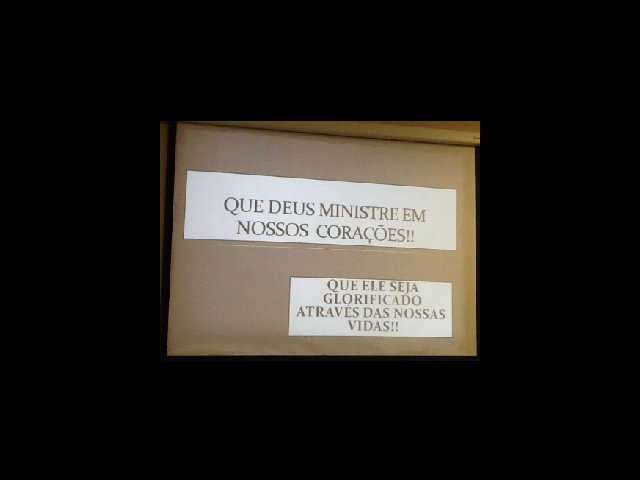 QUE DEUS MINISTRE EM
NOSSOS CORAÇÕES!!
QUE ELE SEJA
GLORIFICADO
ATRAVÉS DAS NOSSAS
VIDAS!!